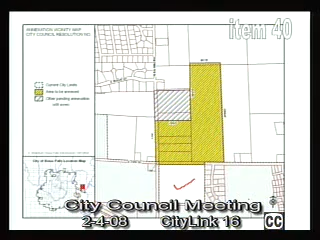 item 40
ANNEXATION VICINITY MAP
CITY COUNCIL RESOLUTION NO.
Current City Limits
Area to be annexed
Other pending annexation
City of Sioux Falls Location Map
City Council Meeting
2-4-08 CityLink 16
CC